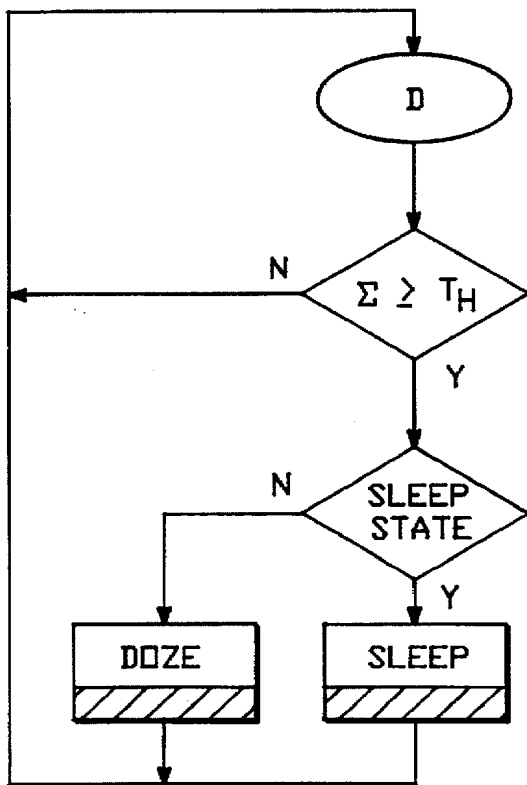 D
N
Σ ≥ T_H
Y
N
SLEEP
STATE
Y
DOZE
SLEEP